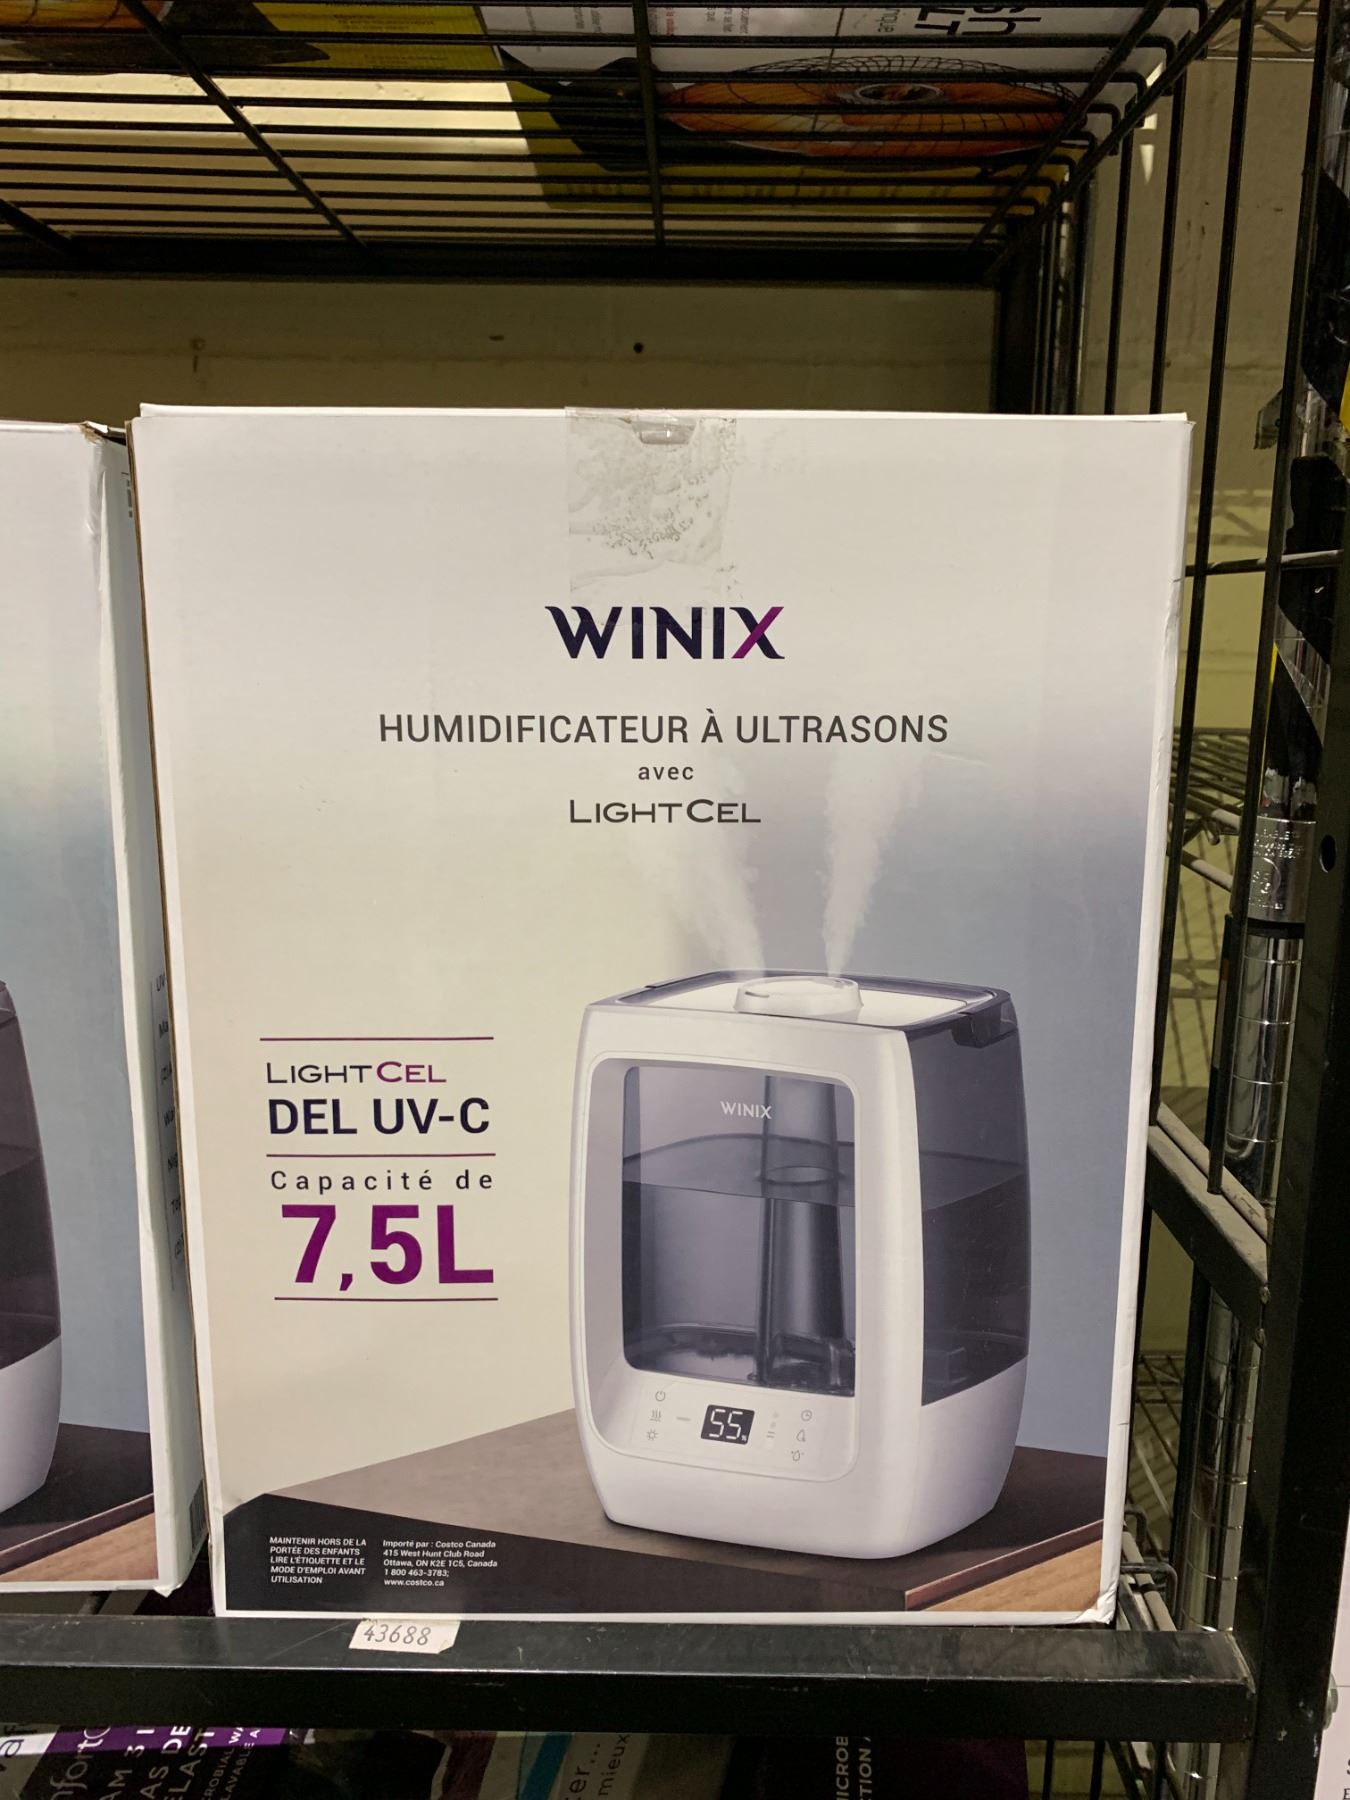 WINIX
HUMIDIFICATEUR À ULTRASONS
avec
LIGHTCEL
LIGHTCEL
DEL UV-C
Capacité de
7,5L
WINIX
55%
MAINTENIR HORS DE LA
PORTÉE DES ENFANTS
LIRE L'ÉTIQUETTE ET LE
MODE D'EMPLOI AVANT
UTILISATION
Importé par : Costco Canada
415 West Hunt Club Road
Ottawa, ON K2E 1C5, Canada
1 800 463-3783;
www.costco.ca
43688